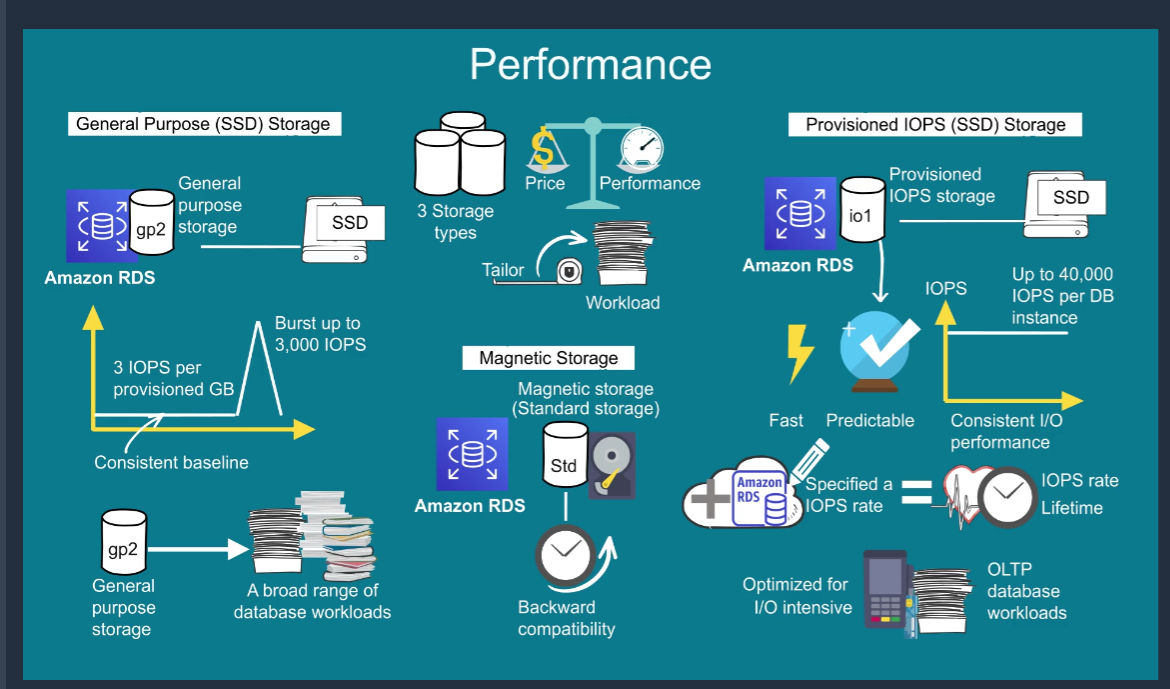 Performance
General Purpose (SSD) Storage
gp2
General
purpose
storage
SSD
Amazon RDS
3 IOPS per
provisioned GB
Burst up to
3,000 IOPS
Consistent baseline
gp2
General
purpose
storage
A broad range of
database workloads
3 Storage
types
$
Price
Performance
Tailor
Workload
Magnetic Storage
Magnetic storage
(Standard storage)
Std
Amazon RDS
Backward
compatibility
Provisioned IOPS (SSD) Storage
io1
Provisioned
IOPS storage
SSD
Amazon RDS
IOPS
Up to 40,000
IOPS per DB
instance
Fast
Predictable
Consistent I/O
performance
Amazon
RDS
Specified a
IOPS rate
IOPS rate
Lifetime
Optimized for
I/O intensive
OLTP
database
workloads